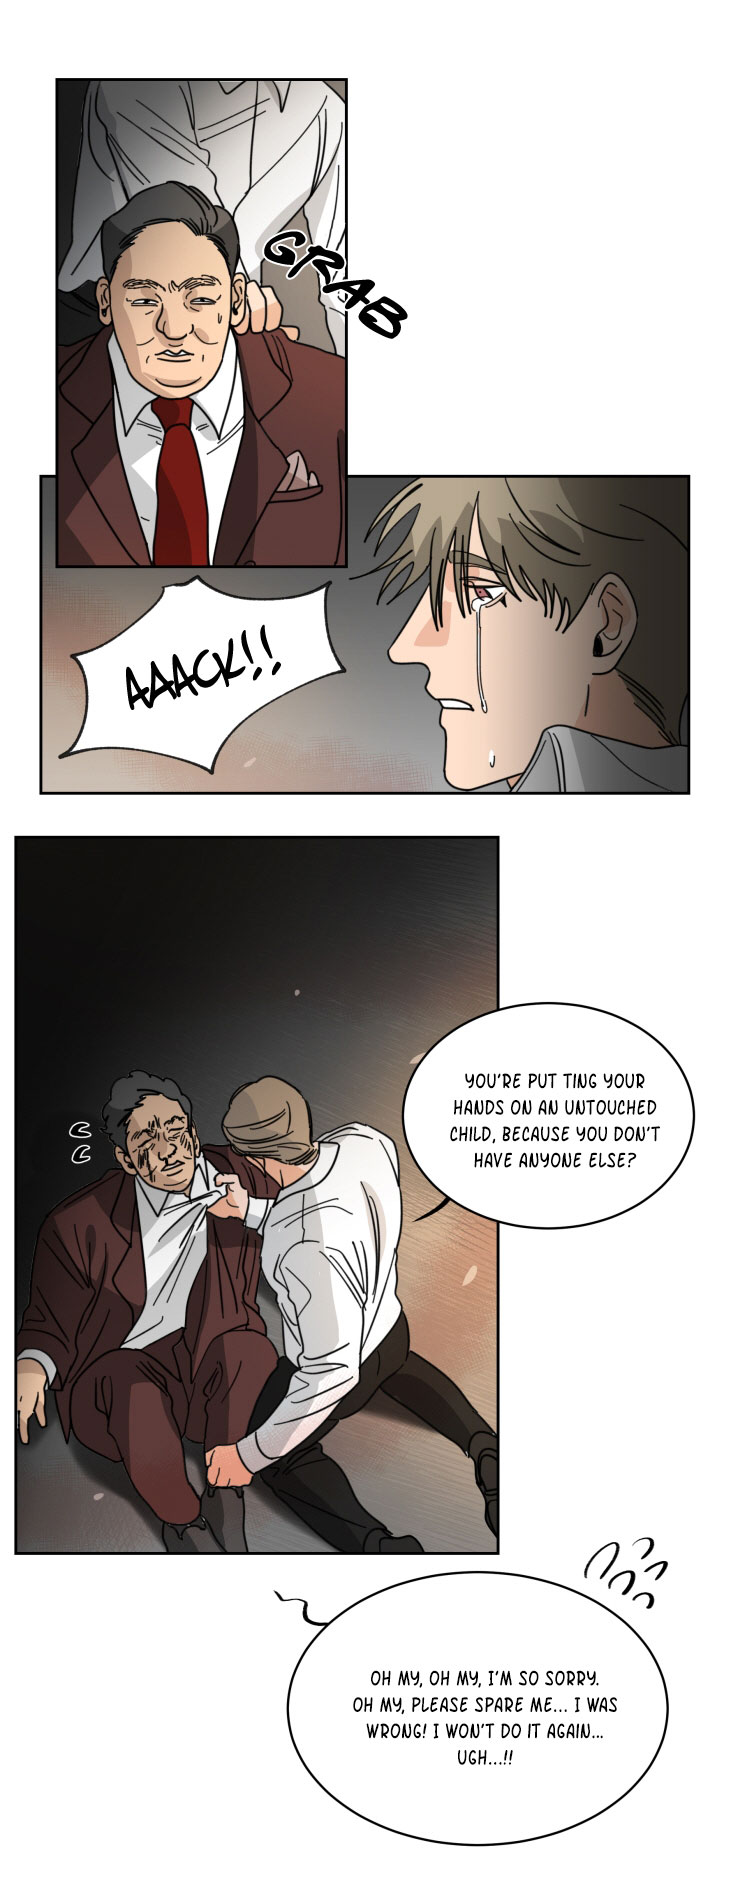 GRAB
AAACK!!
YOU'RE PUT TING YOUR
HANDS ON AN UNTOUCHED
CHILD, BECAUSE YOU DON'T
HAVE ANYONE ELSE?
OH MY, OH MY, I'M SO SORRY.
OH MY, PLEASE SPARE ME... I WAS
WRONG! I WON'T DO IT AGAIN...
UGH...!!